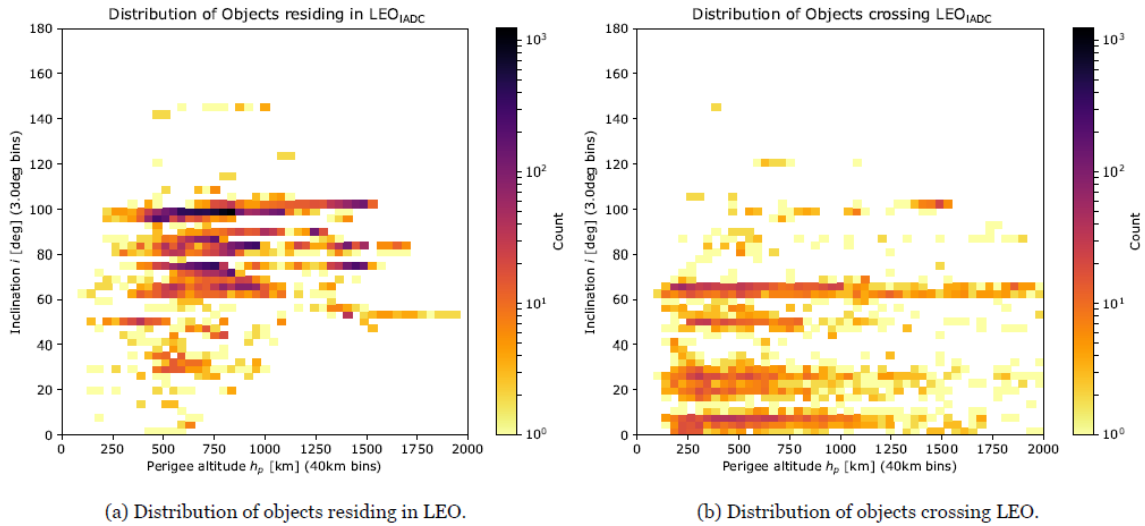 Distribution of Objects residing in LEO_IADC
180
160
140
120
100
80
60
40
20
0
Inclination i [deg] (3.0deg bins)
0 250 500 750 1000 1250 1500 1750 2000
Perigee altitude h_p [km] (40km bins)
10^3
10^2
10^1
10^0
Count
(a) Distribution of objects residing in LEO.
Distribution of Objects crossing LEO_IADC
180
160
140
120
100
80
60
40
20
0
Inclination i [deg] (3.0deg bins)
0 250 500 750 1000 1250 1500 1750 2000
Perigee altitude h_p [km] (40km bins)
10^3
10^2
10^1
10^0
Count
(b) Distribution of objects crossing LEO.